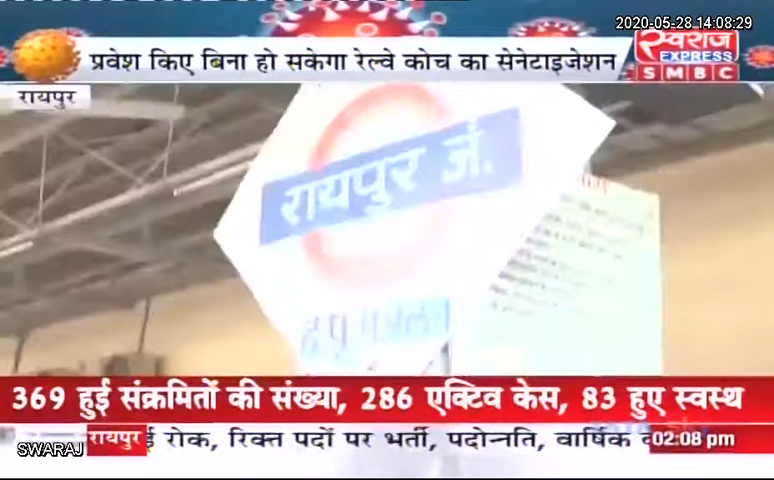 2020-05-28 14:08:29
स्वराज
EXPRESS
SMBC
प्रवेश किए बिना हो सकेगा रेल्वे कोच का सेनेटाइजेशन
रायपुर
रायपुर जं.
369 हुई संक्रमितों की संख्या, 286 एक्टिव केस, 83 हुए स्वस्थ
SWARAJ
रायपुर
रोक, रिक्त पदों पर भर्ती, पदोन्नति, वार्षिक
02:08 pm